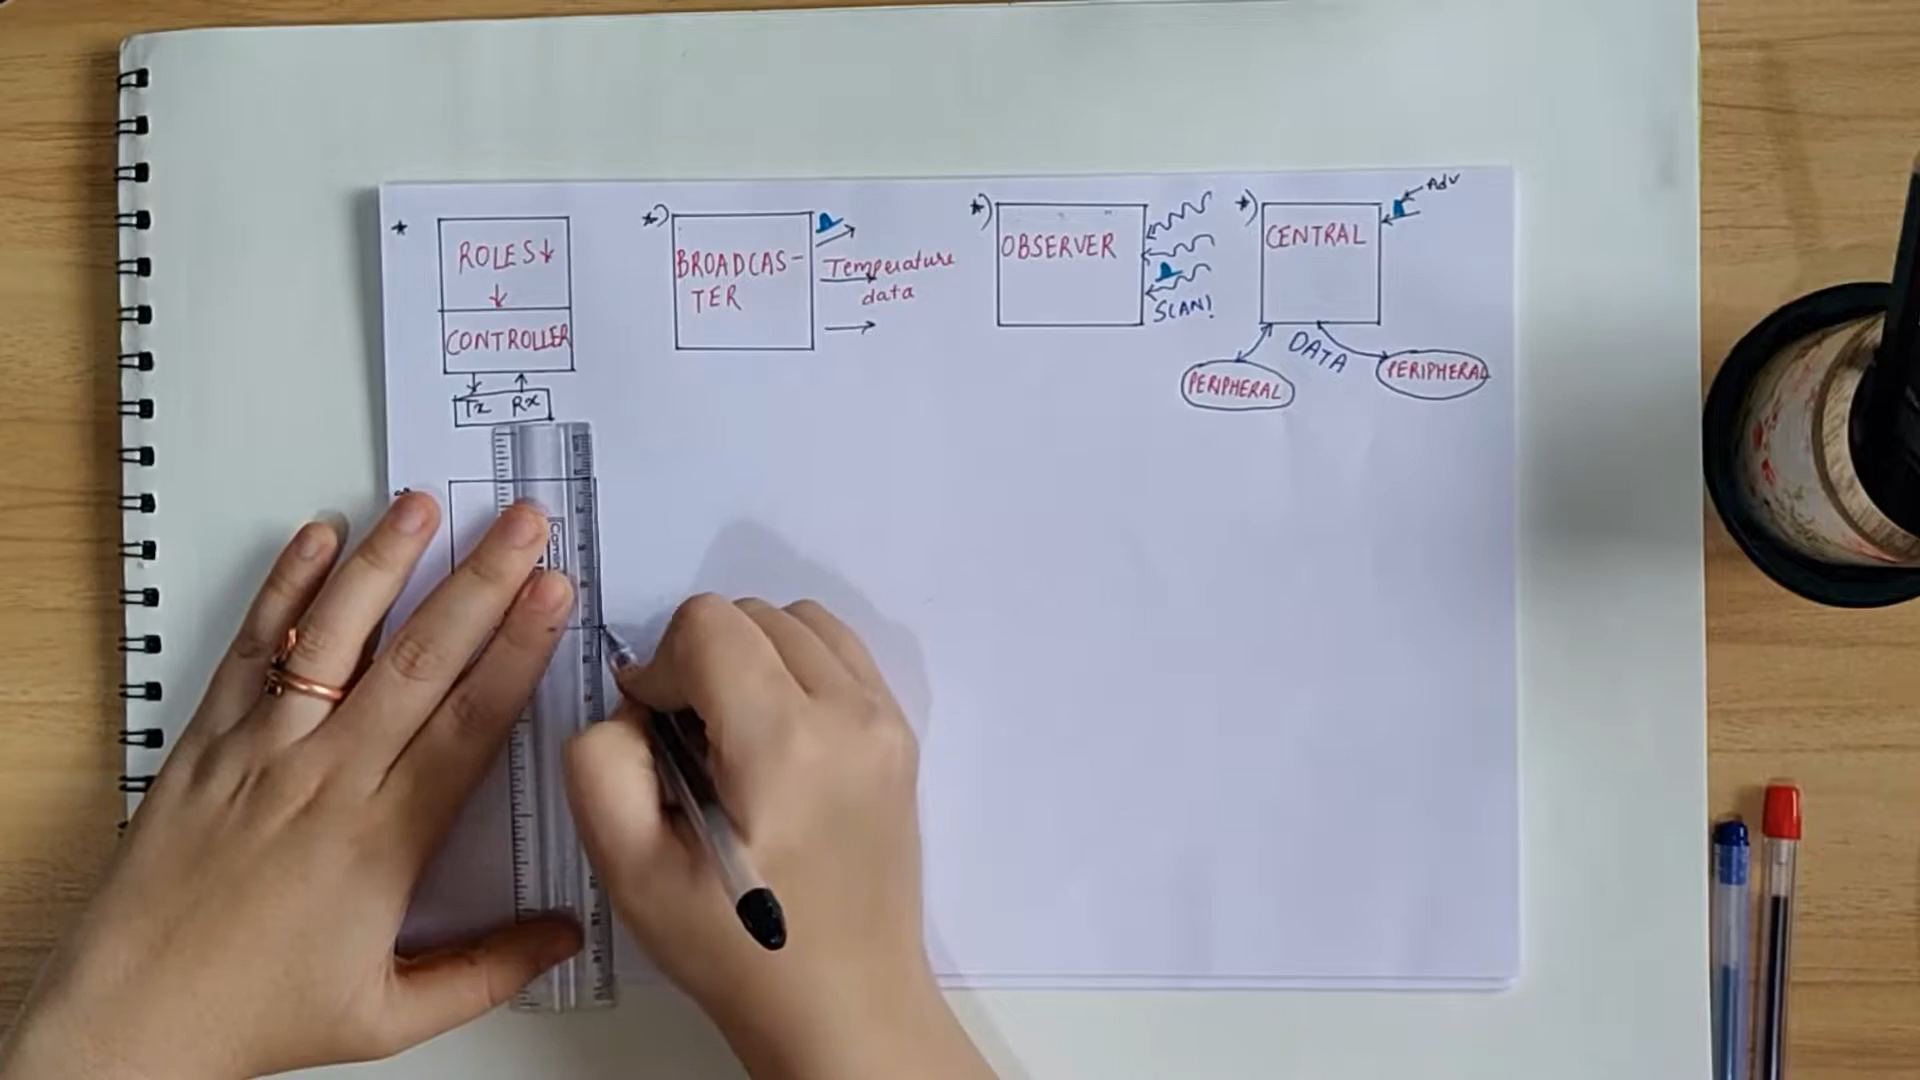 ROLES↓
↓
CONTROLLER
Tx Rx
BROADCAS-
TER
Temperature
data
OBSERVER
SCAN!
CENTRAL
Adv
DATA
PERIPHERAL
PERIPHERAL